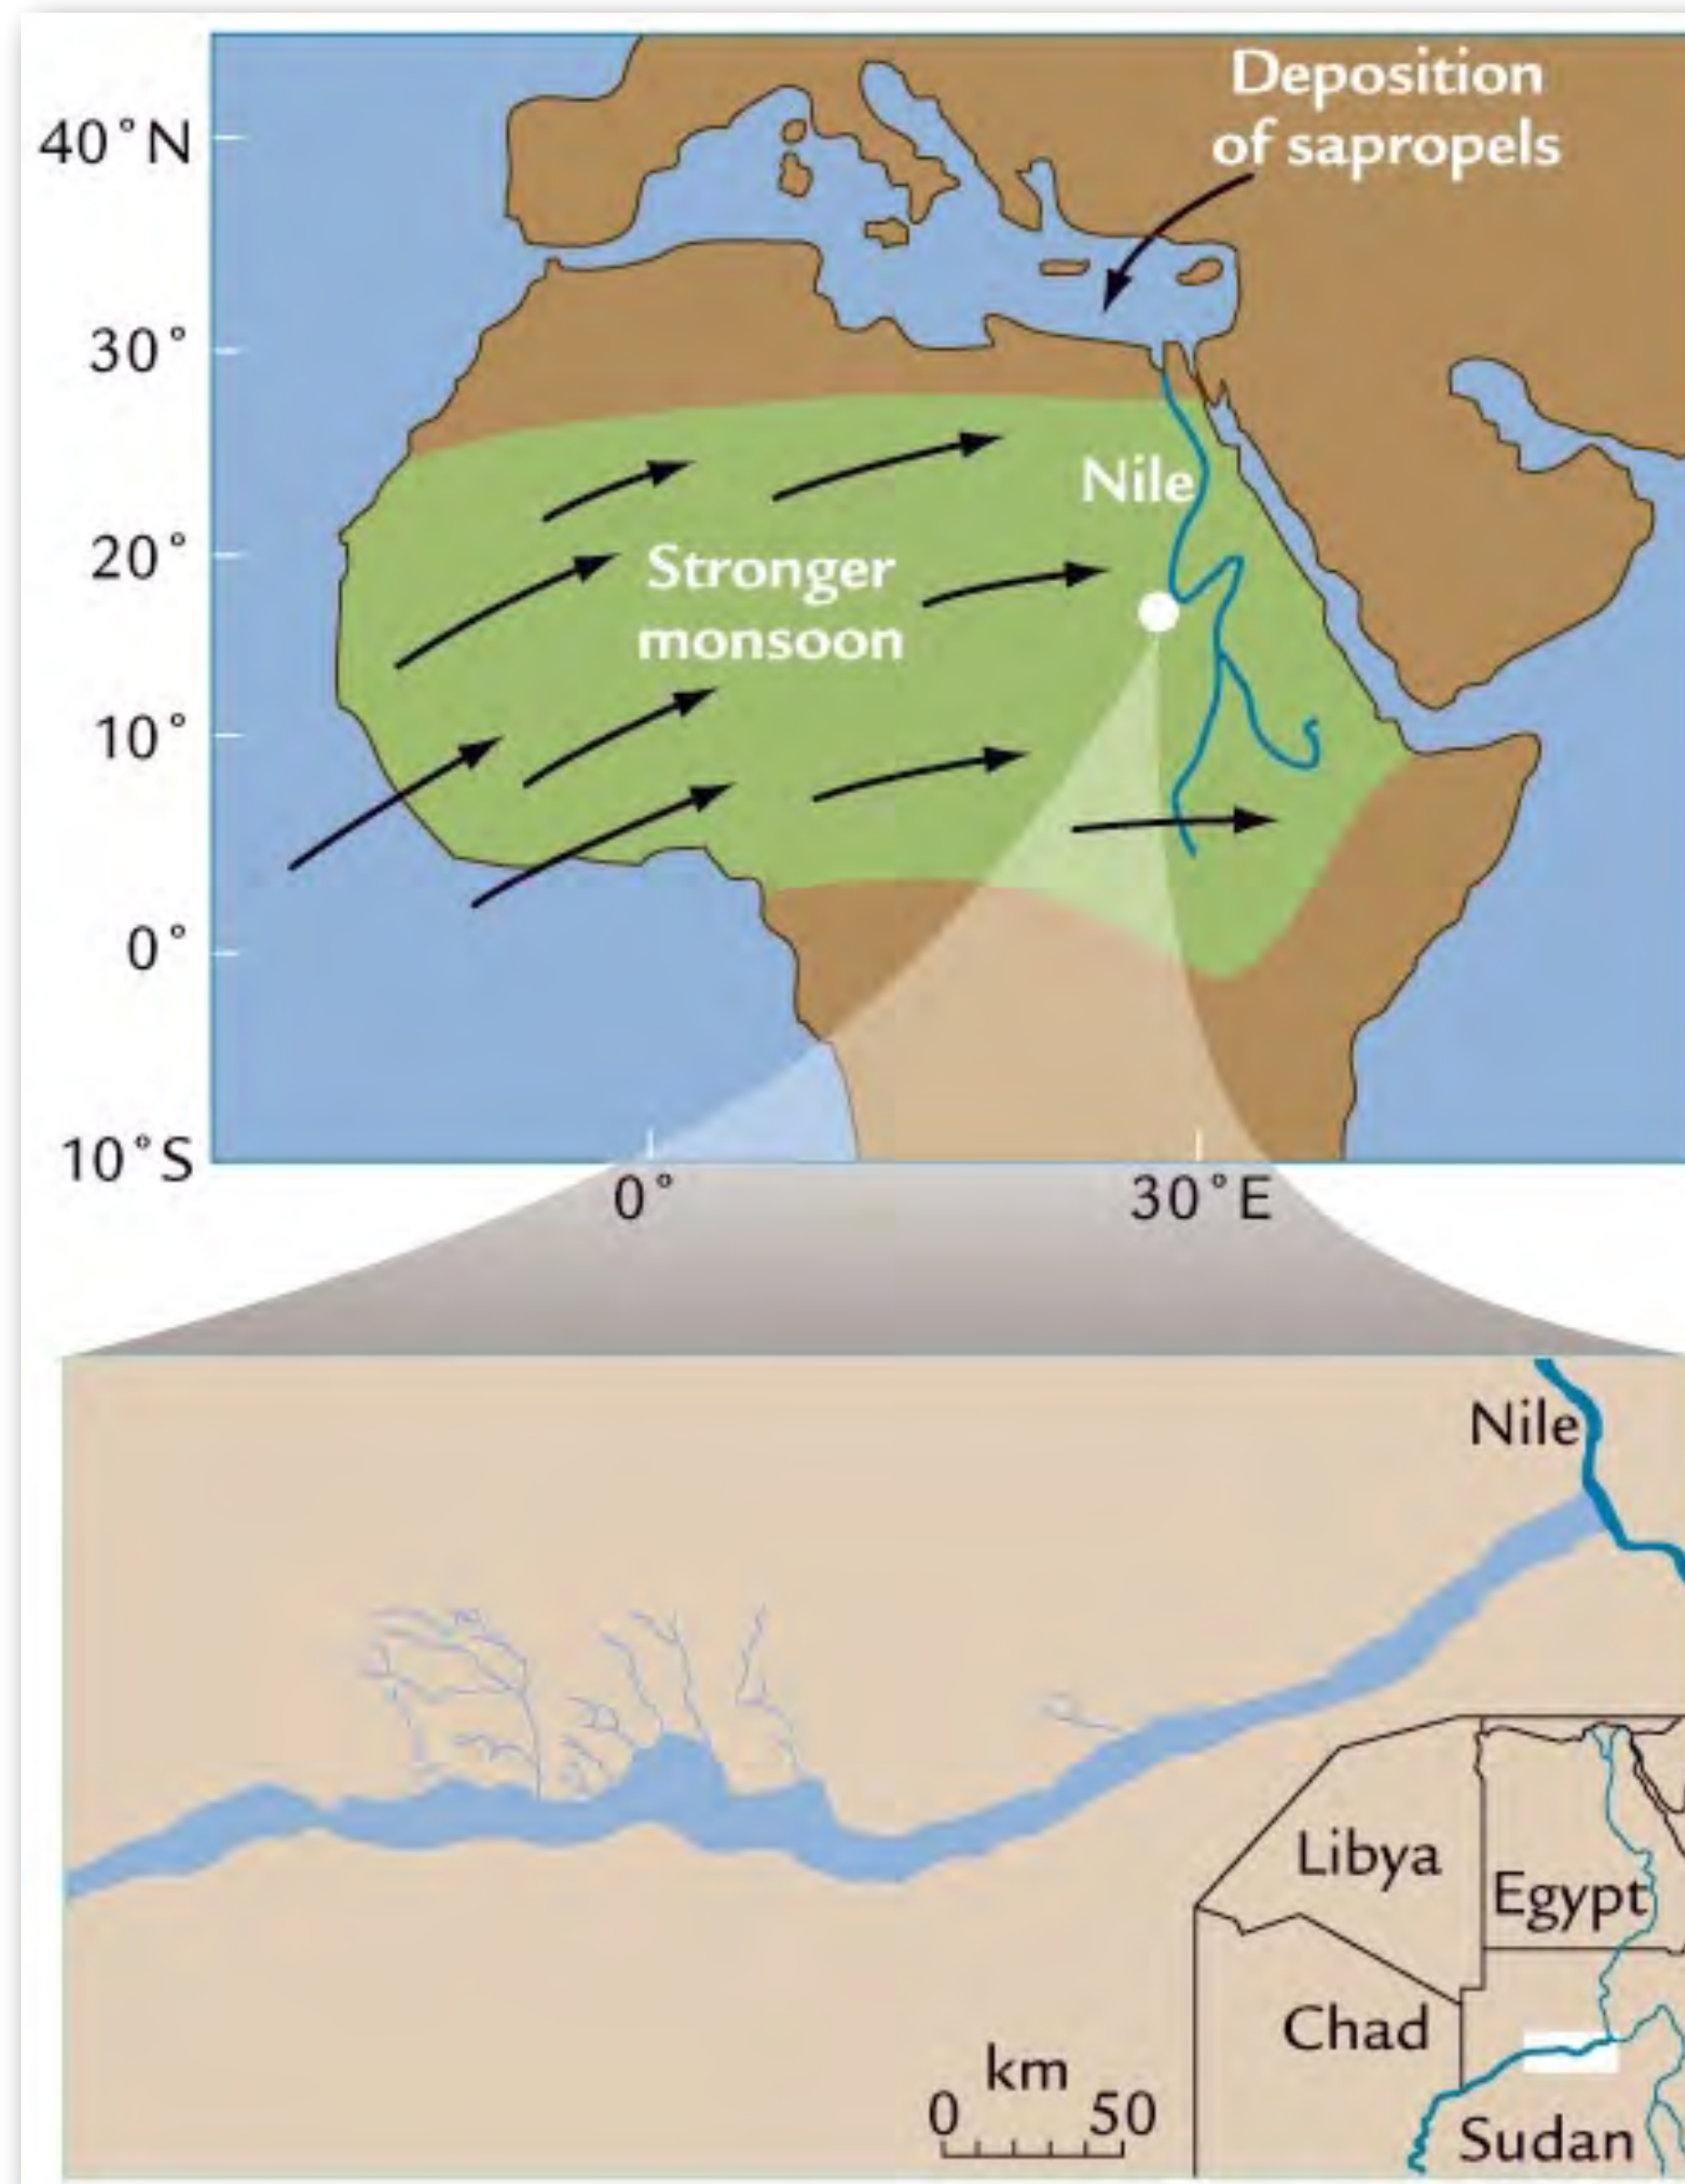 Deposition
of sapropels
40°N
30°
Nile
20°
Stronger
monsoon
10°
0°
10°S
0°
30°E
Nile
Libya
Egypt
Chad
km
0 50
Sudan